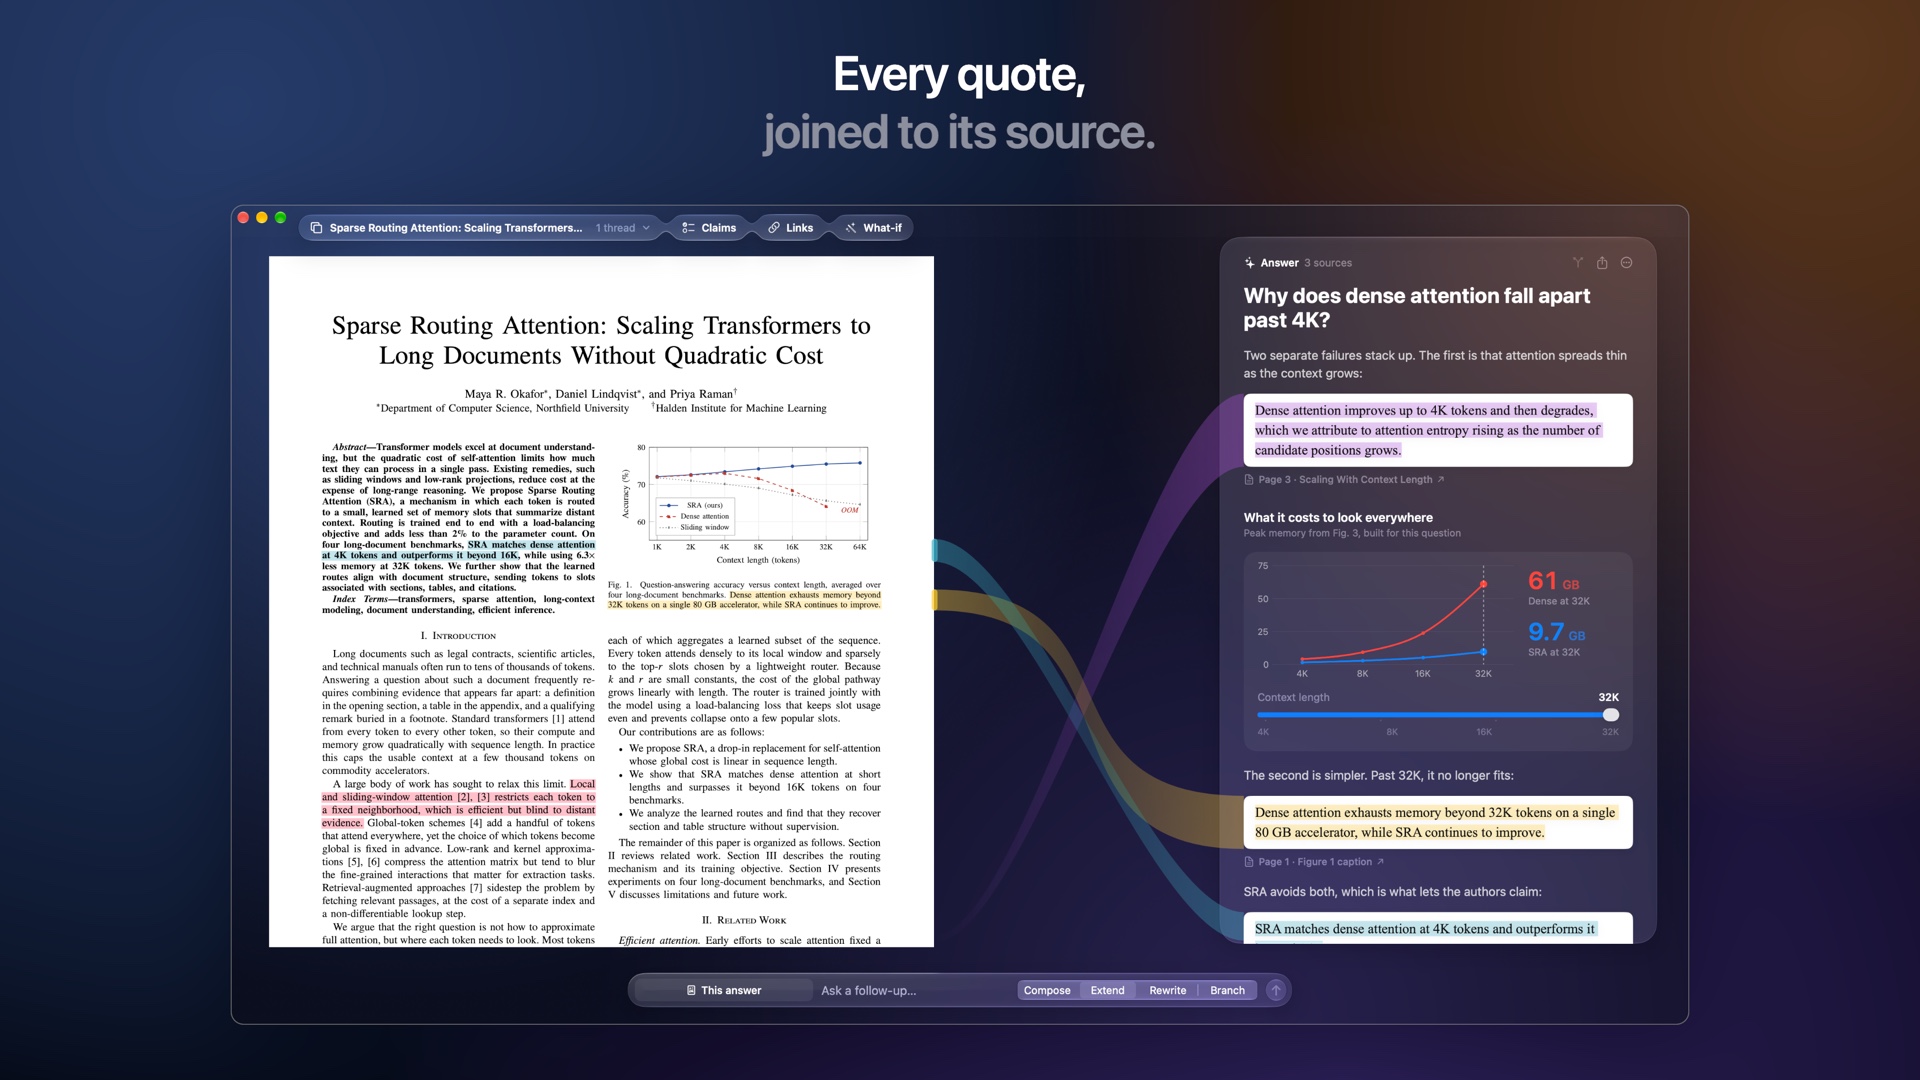 Every quote,
joined to its source.
Sparse Routing Attention: Scaling Transformers... 1 thread
Claims
Links
What-if
Sparse Routing Attention: Scaling Transformers to
Long Documents Without Quadratic Cost
Maya R. Okafor*, Daniel Lindqvist*, and Priya Raman†
*Department of Computer Science, Northfield University †Halden Institute for Machine Learning
Abstract—Transformer models excel at document understand-
ing, but the quadratic cost of self-attention limits how much
text they can process in a single pass. Existing remedies, such
as sliding windows and low-rank projections, reduce cost at the
expense of long-range reasoning. We propose Sparse Routing
Attention (SRA), a mechanism in which each token is routed
to a small, learned set of memory slots that summarize distant
context. Routing is trained end to end with a load-balancing
objective and adds less than 2% to the parameter count. On
four long-document benchmarks, SRA matches dense attention
at 4K tokens and outperforms it beyond 16K, while using 6.3×
less memory at 32K tokens. We further show that the learned
routes align with document structure, sending tokens to slots
associated with sections, tables, and citations.
Index Terms—transformers, sparse attention, long-context
modeling, document understanding, efficient inference.
I. Introduction
Long documents such as legal contracts, scientific articles,
and technical manuals often run to tens of thousands of tokens.
Answering a question about such a document frequently re-
quires combining evidence that appears far apart: a definition
in the opening section, a table in the appendix, and a qualifying
remark buried in a footnote. Standard transformers [1] attend
from every token to every other token, so their compute and
memory grow quadratically with sequence length. In practice
this caps the usable context at a few thousand tokens on
commodity accelerators.
A large body of work has sought to relax this limit. Local
and sliding-window attention [2], [3] restricts each token to
a fixed neighborhood, which is efficient but blind to distant
evidence. Global-token schemes [4] add a handful of tokens
that attend everywhere, yet the choice of which tokens become
global is fixed in advance. Low-rank and kernel approxima-
tions [5], [6] compress the attention matrix but tend to blur
the fine-grained interactions that matter for extraction tasks.
Retrieval-augmented approaches [7] sidestep the problem by
fetching relevant passages, at the cost of a separate index and
a non-differentiable lookup step.
We argue that the right question is not how to approximate
full attention, but where each token needs to look. Most tokens
80
70
60
Accuracy (%)
SRA (ours)
Dense attention
Sliding window
OOM
1K 2K 4K 8K 16K 32K 64K
Context length (tokens)
Fig. 1. Question-answering accuracy versus context length, averaged over
four long-document benchmarks. Dense attention exhausts memory beyond
32K tokens on a single 80 GB accelerator, while SRA continues to improve.
each of which aggregates a learned subset of the sequence.
Every token attends densely to its local window and sparsely
to the top-r slots chosen by a lightweight router. Because
k and r are small constants, the cost of the global pathway
grows linearly with length. The router is trained jointly with
the model using a load-balancing loss that keeps slot usage
even and prevents collapse onto a few popular slots.
Our contributions are as follows:
• We propose SRA, a drop-in replacement for self-attention
whose global cost is linear in sequence length.
• We show that SRA matches dense attention at short
lengths and surpasses it beyond 16K tokens on four
benchmarks.
• We analyze the learned routes and find that they recover
section and table structure without supervision.
The remainder of this paper is organized as follows. Section
II reviews related work. Section III describes the routing
mechanism and its training objective. Section IV presents
experiments on four long-document benchmarks, and Section
V discusses limitations and future work.
II. Related Work
Efficient attention. Early efforts to scale attention fixed a
Answer 3 sources
Why does dense attention fall apart
past 4K?
Two separate failures stack up. The first is that attention spreads thin
as the context grows:
Dense attention improves up to 4K tokens and then degrades,
which we attribute to attention entropy rising as the number of
candidate positions grows.
Page 3 · Scaling With Context Length ↗
What it costs to look everywhere
Peak memory from Fig. 3, built for this question
75
50
25
0
4K 8K 16K 32K
61 GB
Dense at 32K
9.7 GB
SRA at 32K
Context length 32K
4K 8K 16K 32K
The second is simpler. Past 32K, it no longer fits:
Dense attention exhausts memory beyond 32K tokens on a single
80 GB accelerator, while SRA continues to improve.
Page 1 · Figure 1 caption ↗
SRA avoids both, which is what lets the authors claim:
SRA matches dense attention at 4K tokens and outperforms it
This answer
Ask a follow-up...
Compose Extend Rewrite Branch